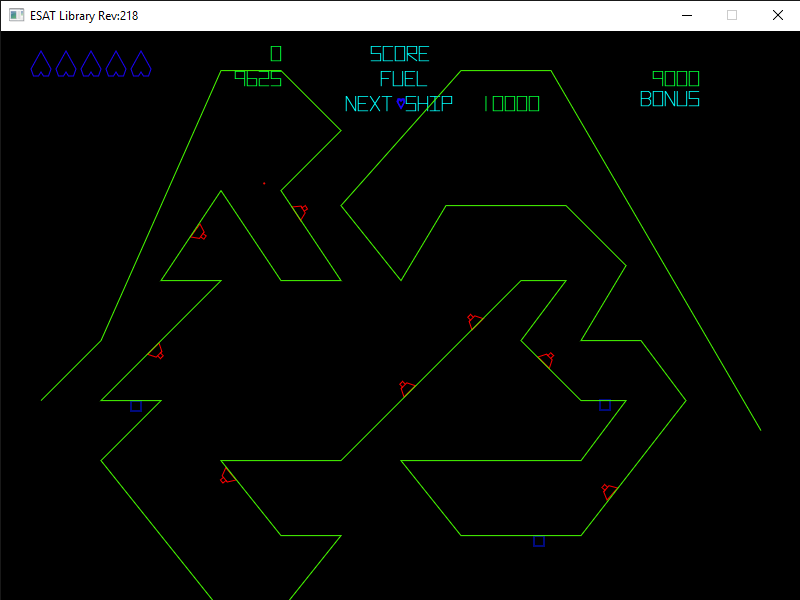 ESAT Library Rev:218
0 SCORE
9625 FUEL 9000
NEXT SHIP 10000 BONUS